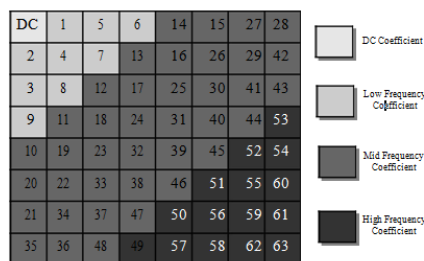 DC 1 5 6 14 15 27 28
2 4 7 13 16 26 29 42
3 8 12 17 25 30 41 43
9 11 18 24 31 40 44 53
10 19 23 32 39 45 52 54
20 22 33 38 46 51 55 60
21 34 37 47 50 56 59 61
35 36 48 49 57 58 62 63
DC Coefficient
Low Frequency
Coefficient
Mid Frequency
Coefficient
High Frequency
Coefficient